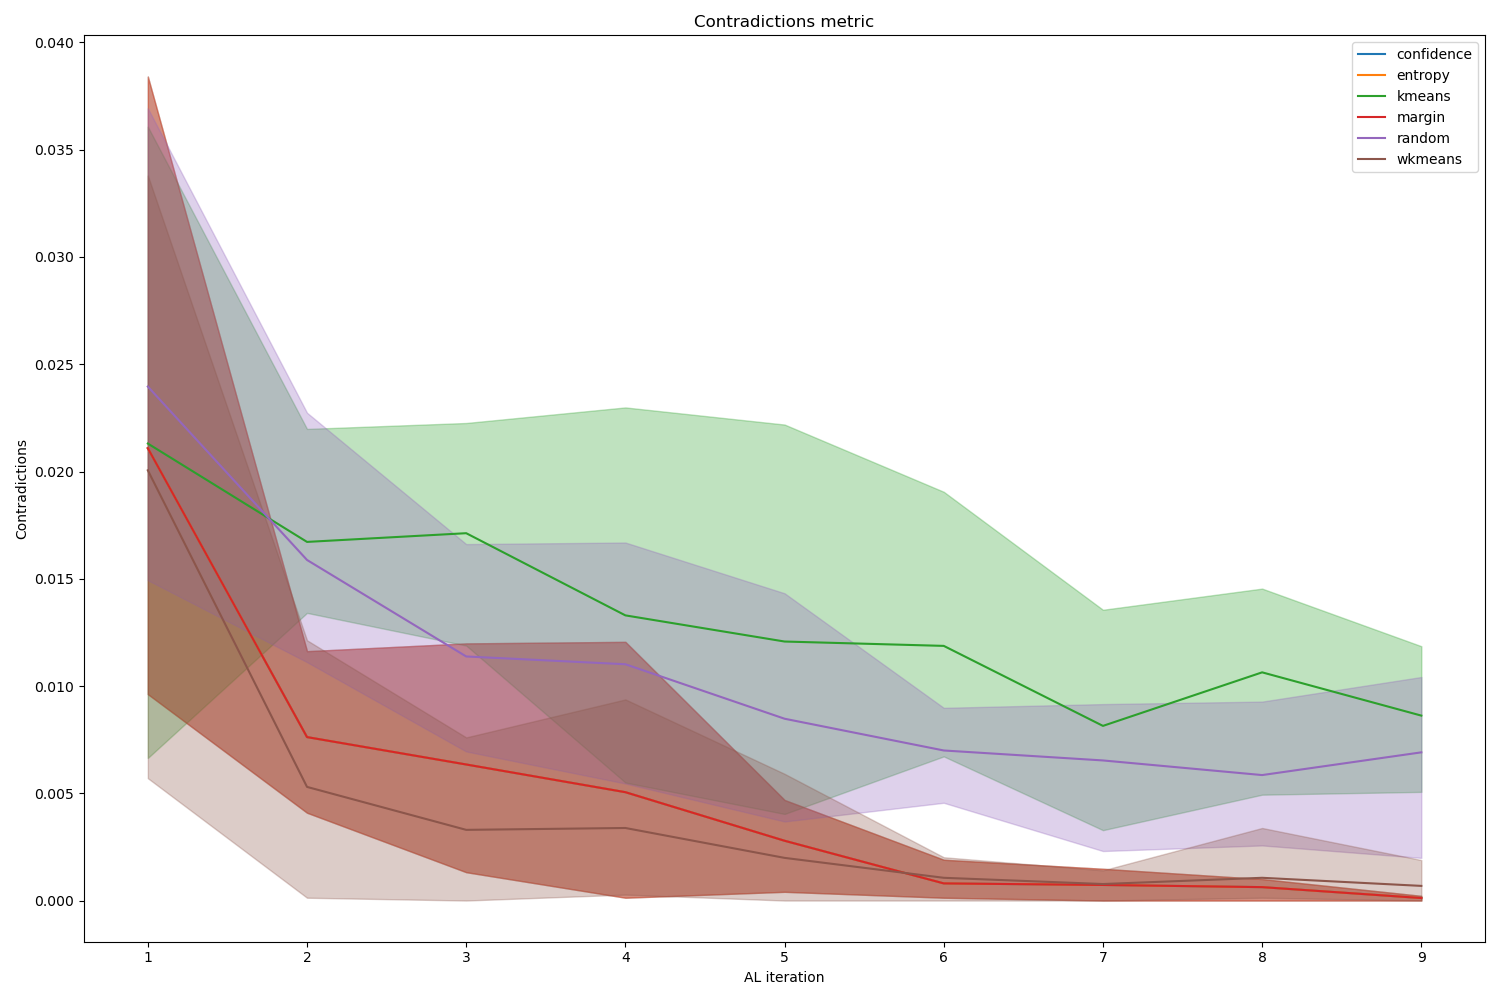 Contradictions metric
0.040
0.035
0.030
0.025
0.020
0.015
0.010
0.005
0.000
Contradictions
confidence
entropy
kmeans
margin
random
wkmeans
1 2 3 4 5 6 7 8 9
AL iteration